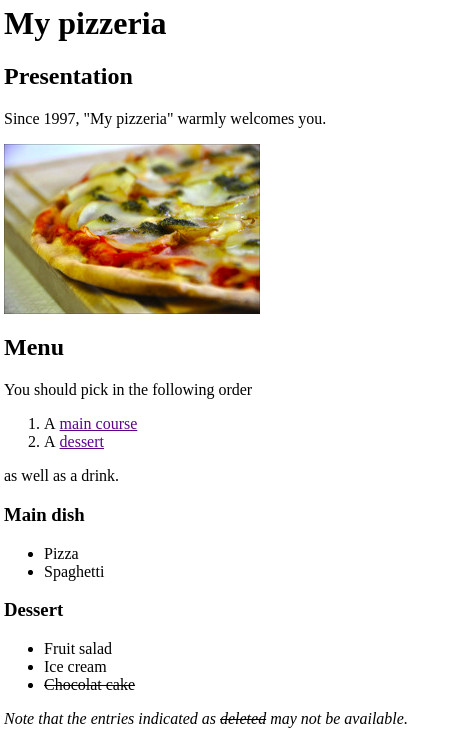 My pizzeria
Presentation
Since 1997, "My pizzeria" warmly welcomes you.
Menu
You should pick in the following order
1. A main course
2. A dessert
as well as a drink.
Main dish
• Pizza
• Spaghetti
Dessert
• Fruit salad
• Ice cream
• Chocolat cake
Note that the entries indicated as deleted may not be available.